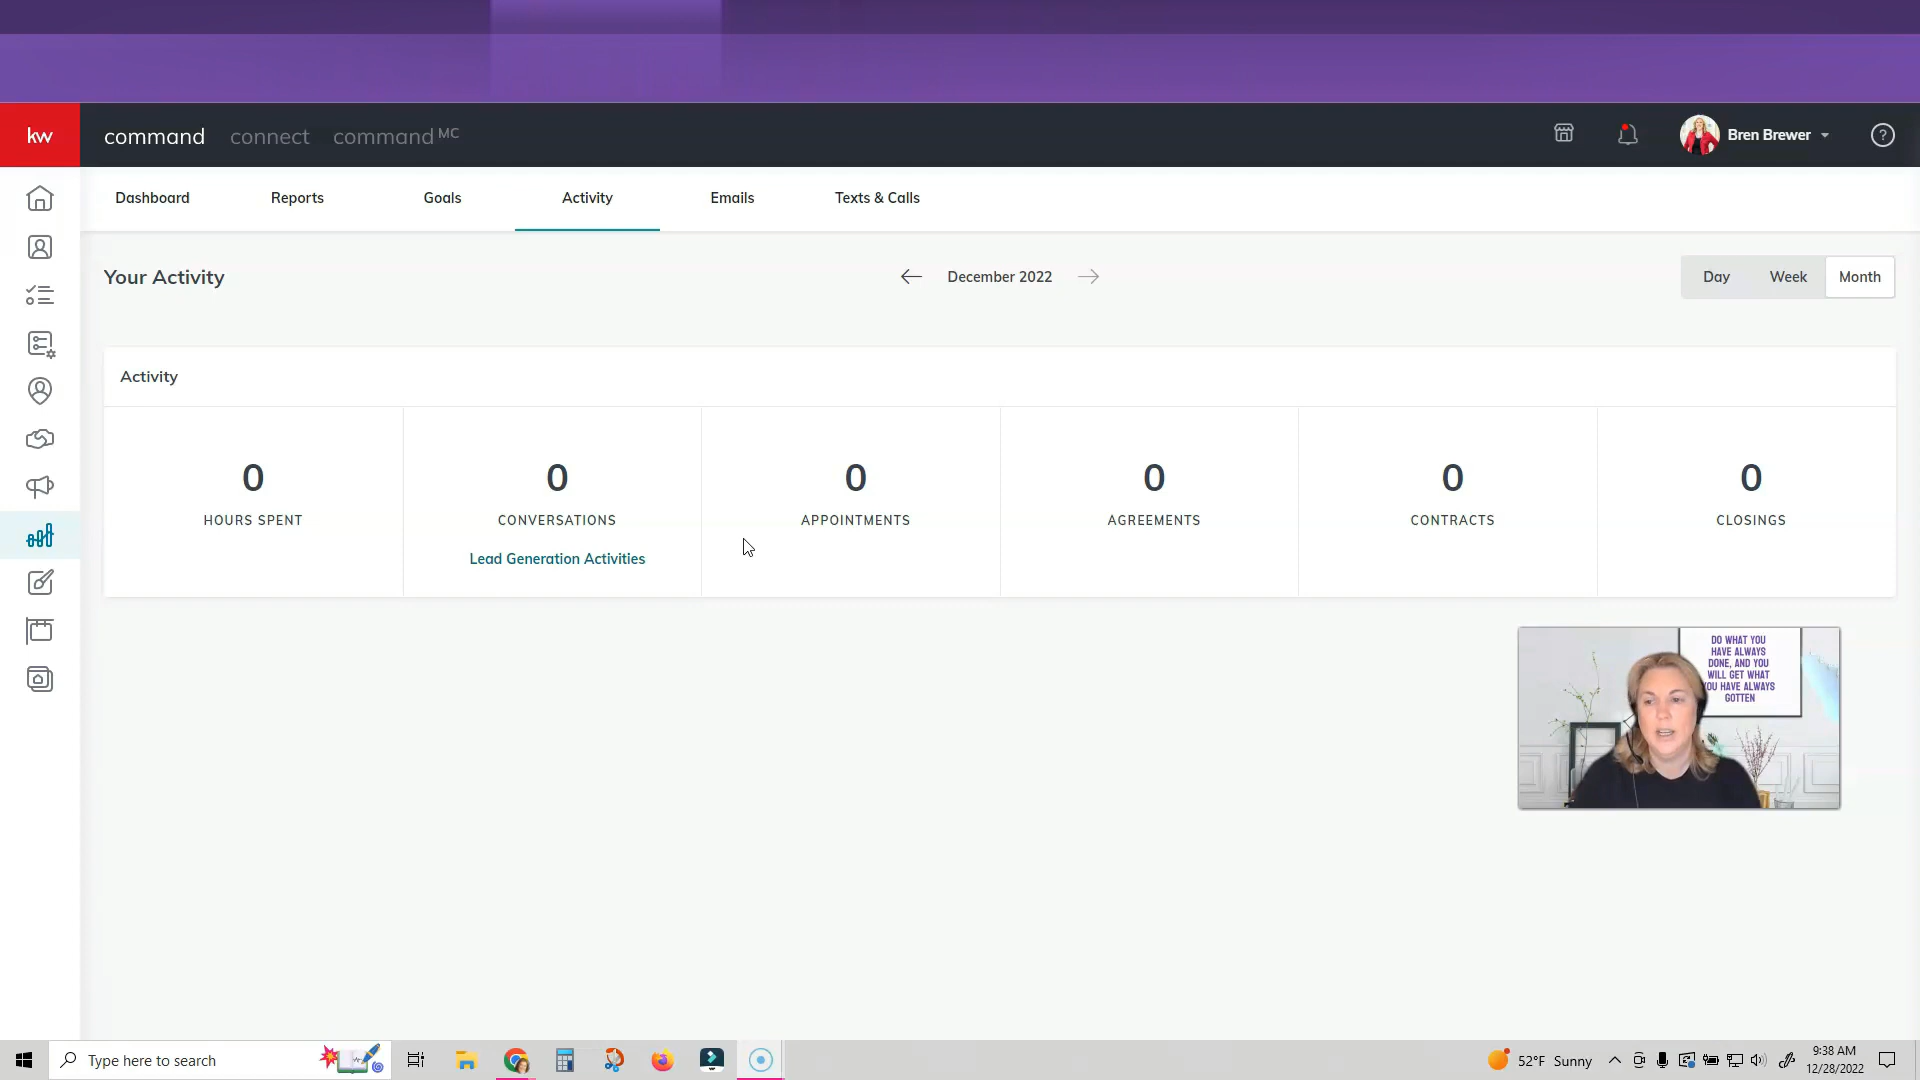 kw
command connect command MC
Bren Brewer
?
Dashboard Reports Goals Activity Emails Texts & Calls
Your Activity
December 2022
Day Week Month
Activity
0 0 0 0 0 0
HOURS SPENT CONVERSATIONS APPOINTMENTS AGREEMENTS CONTRACTS CLOSINGS
Lead Generation Activities
DO WHAT YOU
HAVE ALWAYS
DONE, AND YOU
WILL GET WHAT
YOU HAVE ALWAYS
GOTTEN
Type here to search
52°F Sunny
9:38 AM
12/28/2022